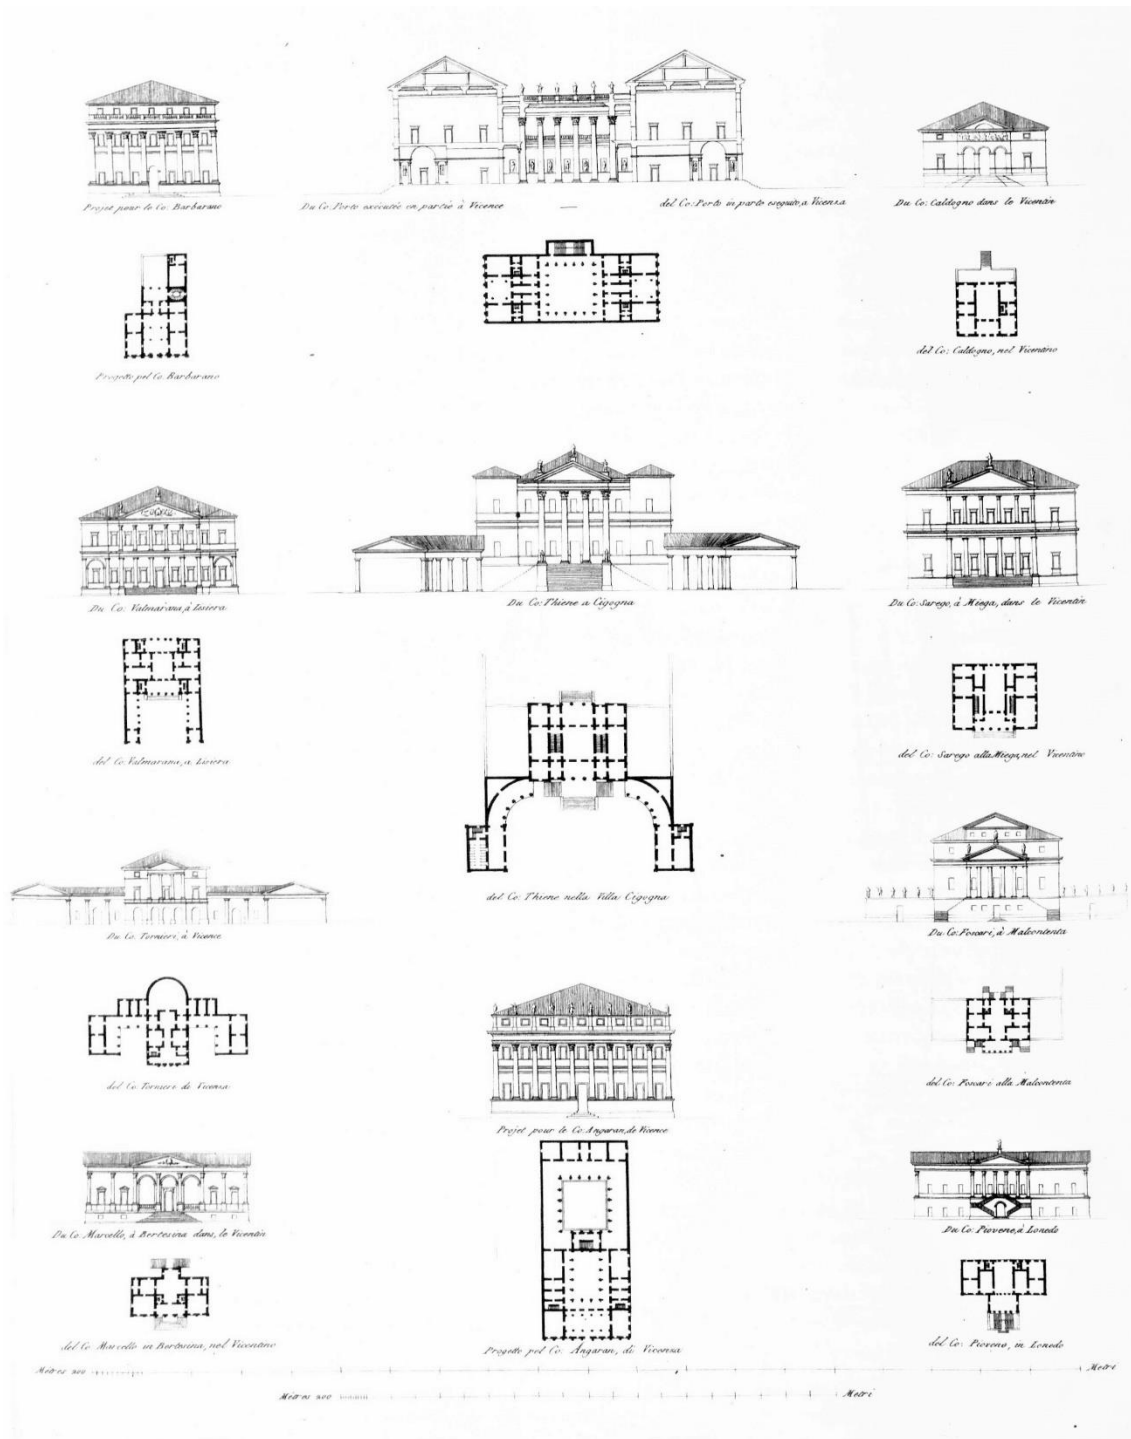 Projet pour le Co. Barbarano
Du Co: Porto exécutée en partie à Vicence
del Co: Porto in parte eseguito, a Vicenza
Du Co: Caldogno dans le Vicentin
Progetto pel Co. Barbarano
del Co: Caldogno, nel Vicentino
Du Co: Valmarana, à Lisiera
Du Co: Thiene a Cigogna
Du Co: Sarego, à Miega, dans le Vicentin
del Co. Valmarana, a Lisiera
del Co: Sarego alla Miega, nel Vicentino
del Co: Thiene nella Villa Cigogna
Du Co. Tornieri, à Vicence
Du Co: Foscari, à Malcontenta
del Co. Tornieri di Vicenza
del Co: Foscari alla Malcontenta
Projet pour le Co: Angaran, de Vicence
Du Co. Marcello, à Bertesina dans, le Vicentin
Du Co: Piovene, à Lonedo
del Co. Marcello in Bertesina, nel Vicentino
Progetto pel Co. Angaran, di Vicenza
del Co: Piovene, in Lonedo
Mètres 200
Metri
Mètres 200
Metri